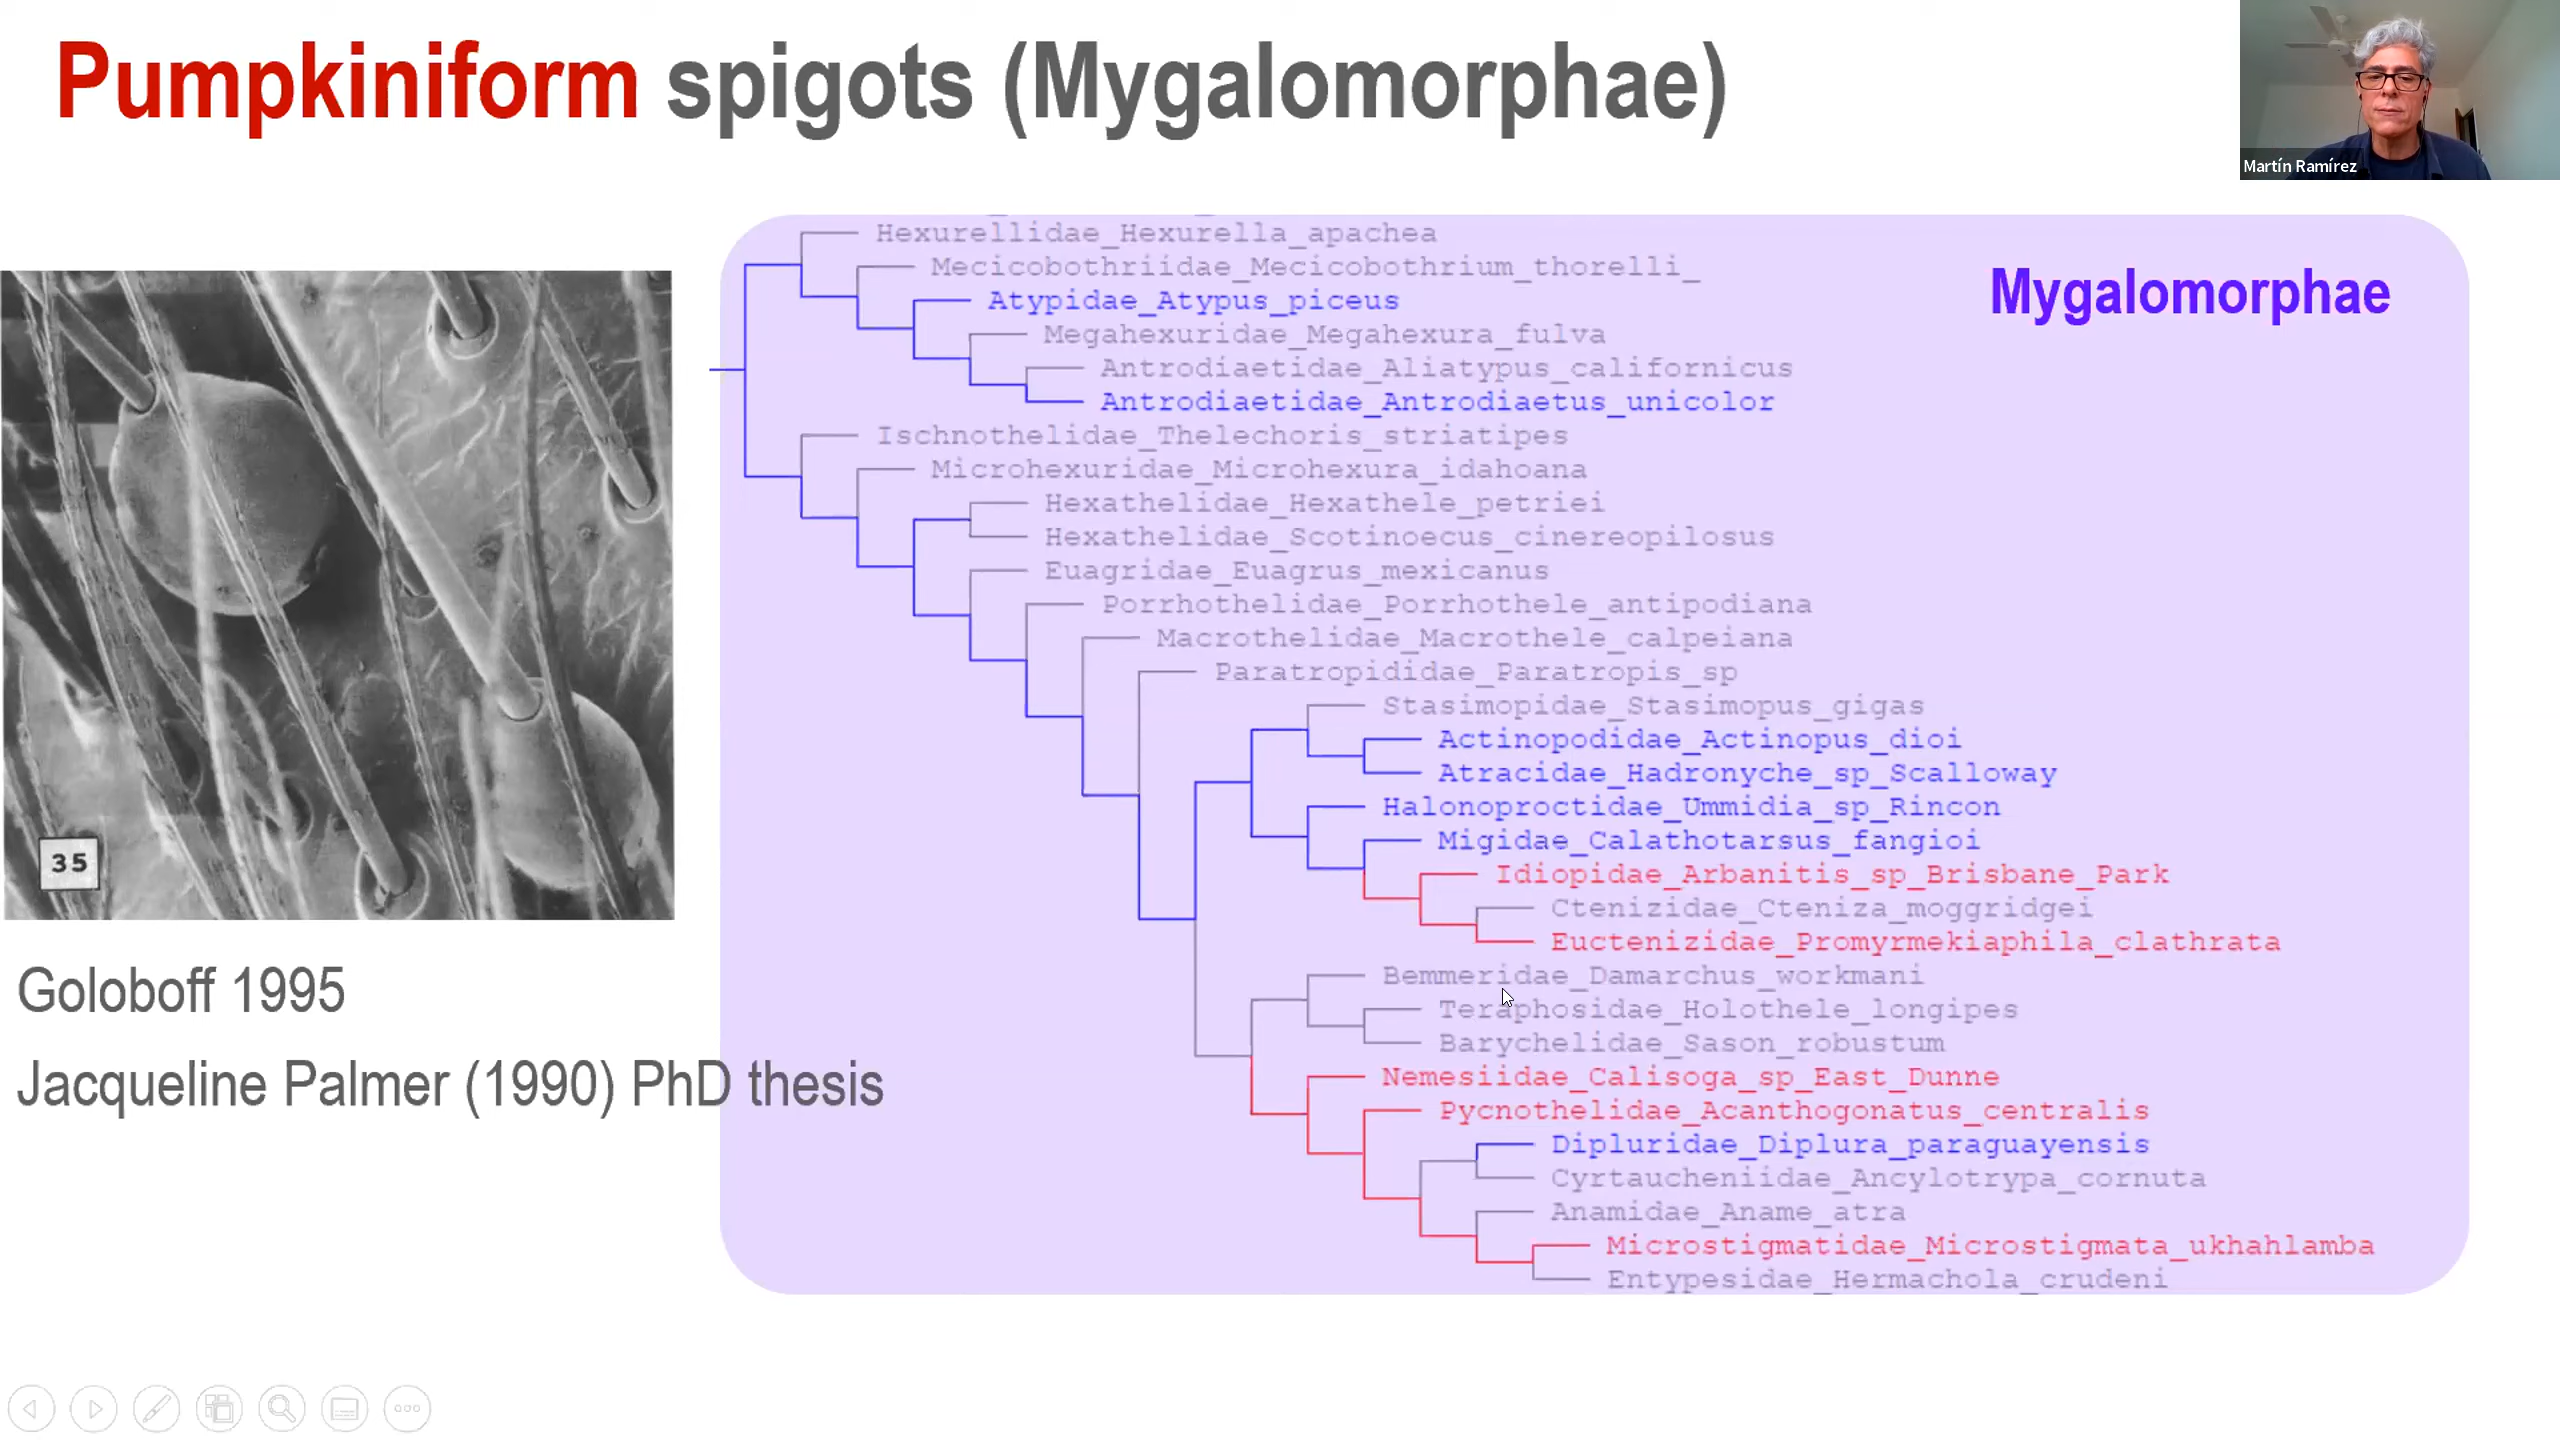 Pumpkiniform spigots (Mygalomorphae)
Martín Ramírez
Hexurellidae_Hexurella_apachea
Mecicobothriidae_Mecicobothrium_thorelli_
Mygalomorphae
Atypidae_Atypus_piceus
Megahexuridae_Megahexura_fulva
Antrodiaetidae_Aliatypus_californicus
Antrodiaetidae_Antrodiaetus_unicolor
Ischnothelidae_Thelechoris_striatipes
Microhexuridae_Microhexura_idahoana
Hexathelidae_Hexathele_petriei
Hexathelidae_Scotinoecus_cinereopilosus
Euagridae_Euagrus_mexicanus
Porrhothelidae_Porrhothele_antipodiana
Macrothelidae_Macrothele_calpeiana
Paratropididae_Paratropis_sp
Stasimopidae_Stasimopus_gigas
Actinopodidae_Actinopus_dioi
Atracidae_Hadronyche_sp_Scalloway
Halonoproctidae_Ummidia_sp_Rincon
Migidae_Calathotarsus_fangioi
Idiopidae_Arbanitis_sp_Brisbane_Park
Ctenizidae_Cteniza_moggridgei
Euctenizidae_Promyrmekiaphila_clathrata
Bemmeridae_Damarchus_workmani
Teraphosidae_Holothele_longipes
Barychelidae_Sason_robustum
Nemesiidae_Calisoga_sp_East_Dunne
Pycnothelidae_Acanthogonatus_centralis
Dipluridae_Diplura_paraguayensis
Cyrtaucheniidae_Ancylotrypa_cornuta
Anamidae_Aname_atra
Microstigmatidae_Microstigmata_ukhahlamba
Entypesidae_Hermachola_crudeni
35
Goloboff 1995
Jacqueline Palmer (1990) PhD thesis